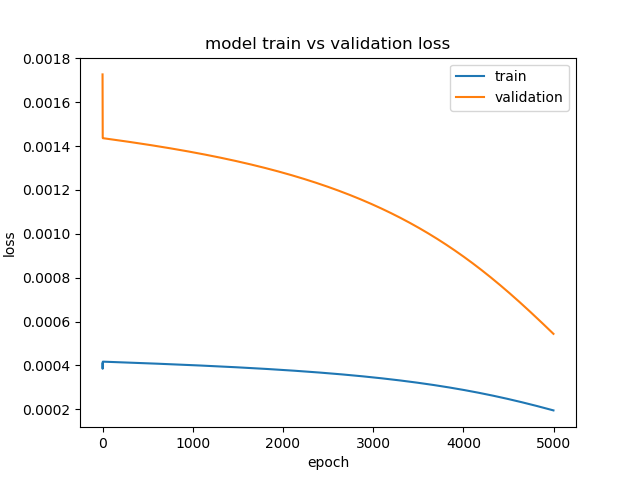 model train vs validation loss
0.0018
0.0016
0.0014
0.0012
0.0010
0.0008
0.0006
0.0004
0.0002
loss
train
validation
0 1000 2000 3000 4000 5000
epoch